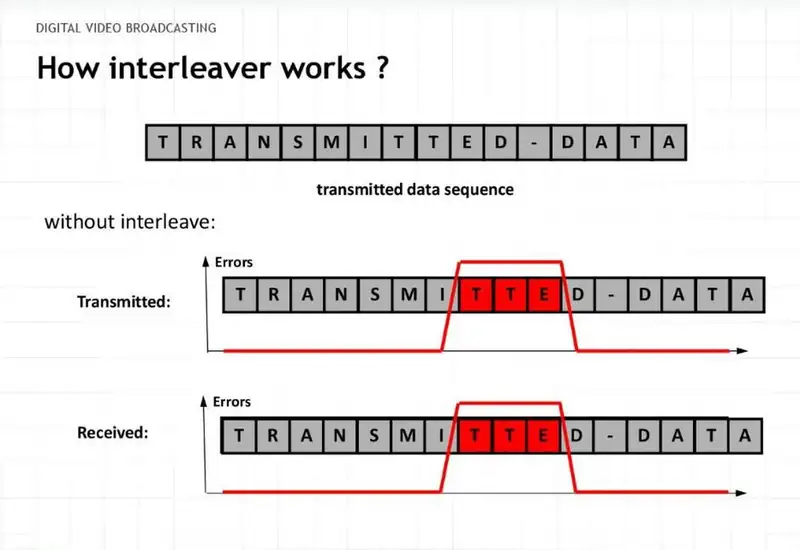 DIGITAL VIDEO BROADCASTING
How interleaver works ?
T R A N S M I T T E D - D A T A
transmitted data sequence
without interleave:
Errors
Transmitted:
T R A N S M I T T E D - D A T A
Errors
Received:
T R A N S M I T T E D - D A T A